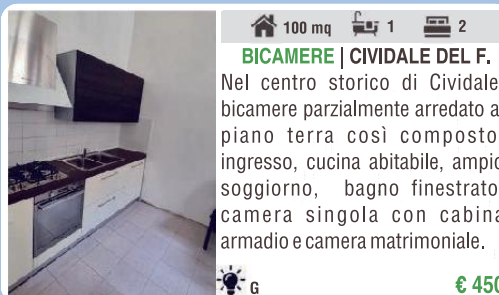 100 mq 1 2
BICAMERE | CIVIDALE DEL F.
Nel centro storico di Cividale
bicamere parzialmente arredato a
piano terra così composto
ingresso, cucina abitabile, ampio
soggiorno, bagno finestrato
camera singola con cabina
armadio e camera matrimoniale.
G € 450